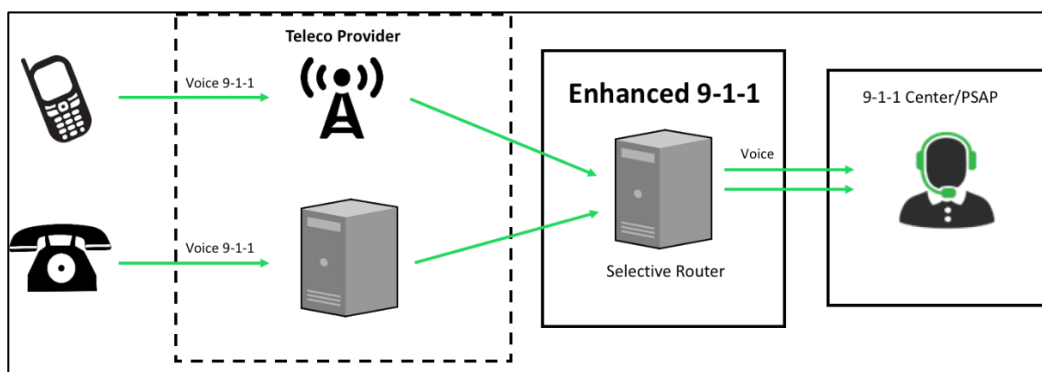 Teleco Provider
Voice 9-1-1
Voice 9-1-1
Enhanced 9-1-1
Selective Router
Voice
9-1-1 Center/PSAP